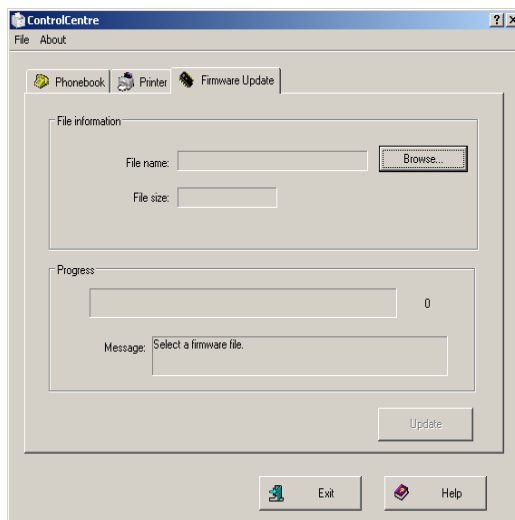 ControlCentre
File About
Phonebook Printer Firmware Update
File information
File name: Browse...
File size:
Progress
0
Message: Select a firmware file.
Update
Exit Help